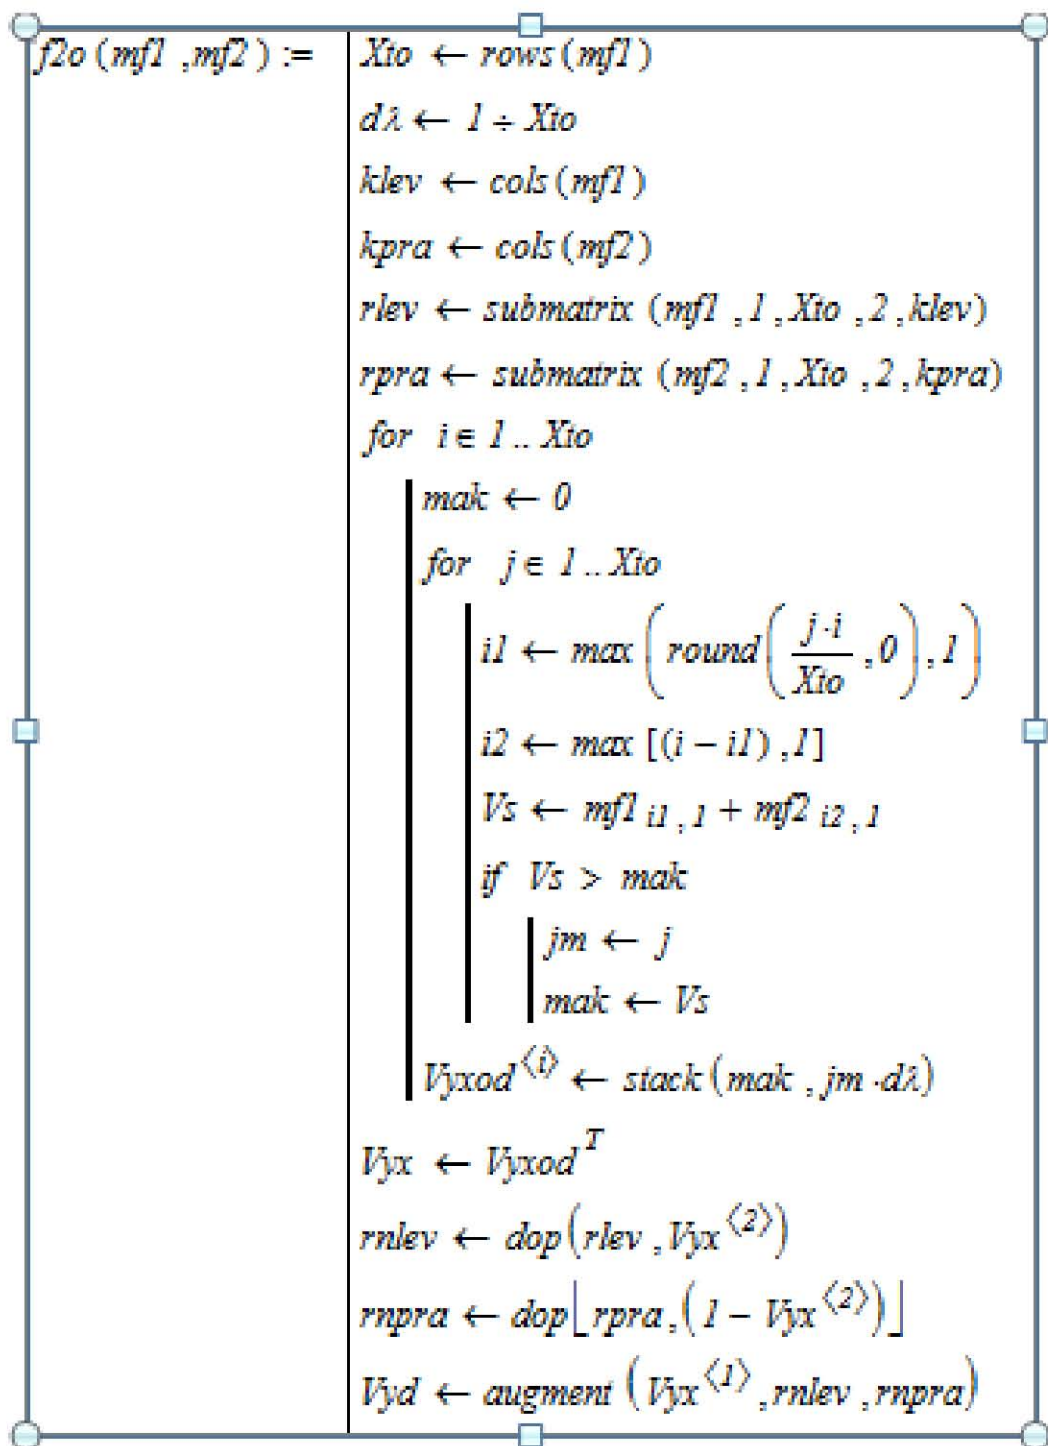 f2o (mf1 ,mf2 ) := Xto ← rows (mf1 )
dλ ← 1 ÷ Xto
klev ← cols (mf1 )
kpra ← cols (mf2 )
rlev ← submatrix (mf1 , 1 , Xto , 2 , klev)
rpra ← submatrix (mf2 , 1 , Xto , 2 , kpra)
for i ∈ 1 .. Xto
mak ← 0
for j ∈ 1 .. Xto
i1 ← max ( round ( j·i / Xto , 0 ) , 1 )
i2 ← max [(i − i1) , 1]
Vs ← mf1 i1 , 1 + mf2 i2 , 1
if Vs > mak
jm ← j
mak ← Vs
Vyxod ⟨i⟩ ← stack (mak , jm ·dλ)
Vyx ← Vyxod T
rnlev ← dop (rlev , Vyx ⟨2⟩)
rnpra ← dop⌊ rpra , (1 − Vyx ⟨2⟩)⌋
Vyd ← augment (Vyx ⟨1⟩ , rnlev , rnpra)